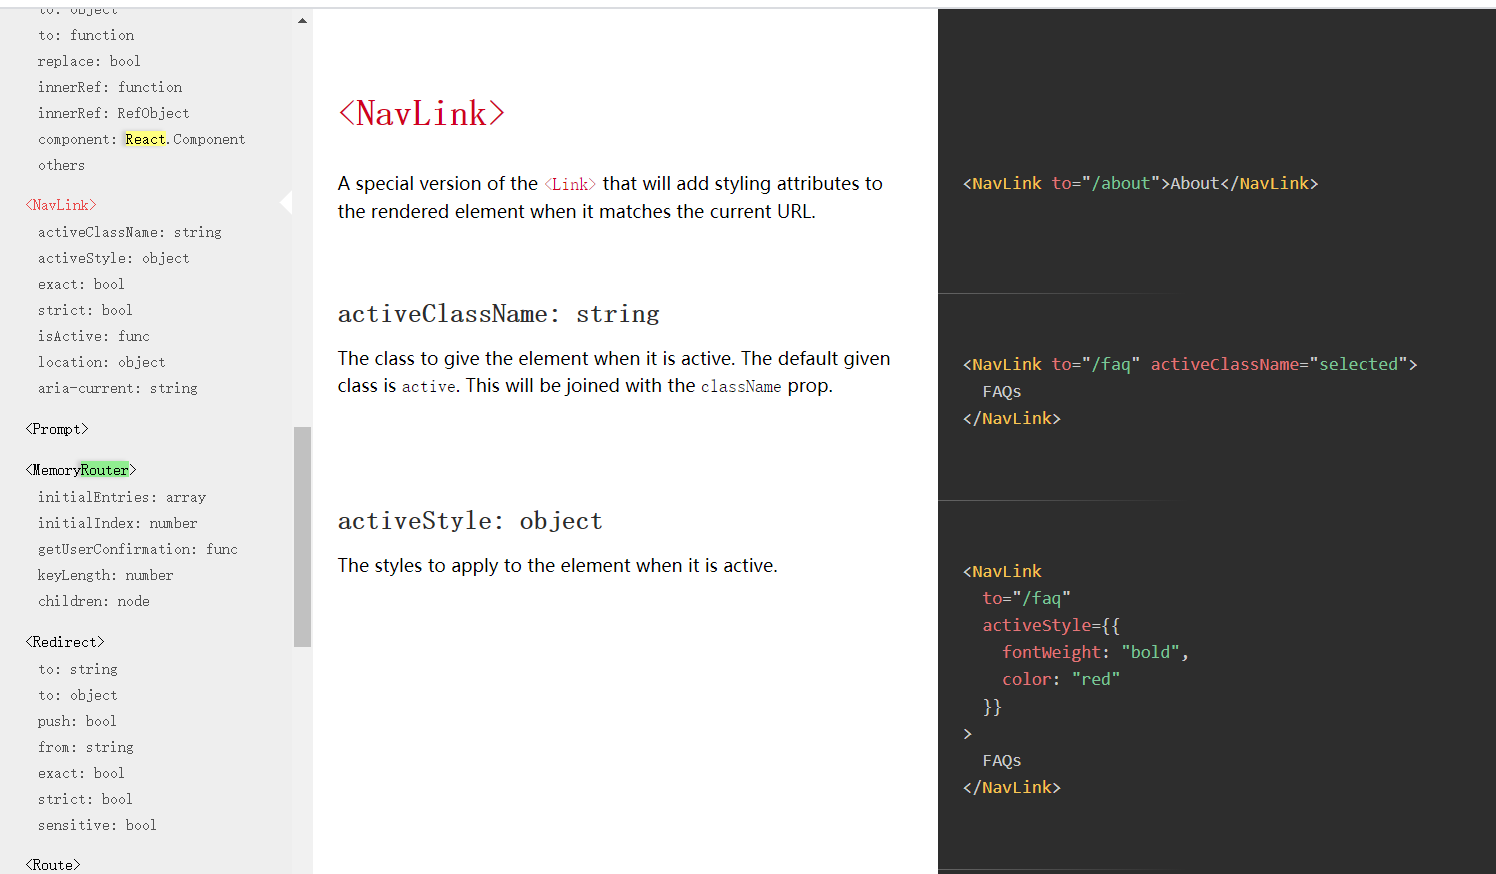 to: object
to: function
replace: bool
innerRef: function
innerRef: RefObject
component: React.Component
others
<NavLink>
activeClassName: string
activeStyle: object
exact: bool
strict: bool
isActive: func
location: object
aria-current: string
<Prompt>
<MemoryRouter>
initialEntries: array
initialIndex: number
getUserConfirmation: func
keyLength: number
children: node
<Redirect>
to: string
to: object
push: bool
from: string
exact: bool
strict: bool
sensitive: bool
<Route>
<NavLink>
A special version of the <Link> that will add styling attributes to
the rendered element when it matches the current URL.
<NavLink to="/about">About</NavLink>
activeClassName: string
The class to give the element when it is active. The default given
class is active. This will be joined with the className prop.
<NavLink to="/faq" activeClassName="selected">
FAQs
</NavLink>
activeStyle: object
The styles to apply to the element when it is active.
<NavLink
to="/faq"
activeStyle={{
fontWeight: "bold",
color: "red"
}}
>
FAQs
</NavLink>